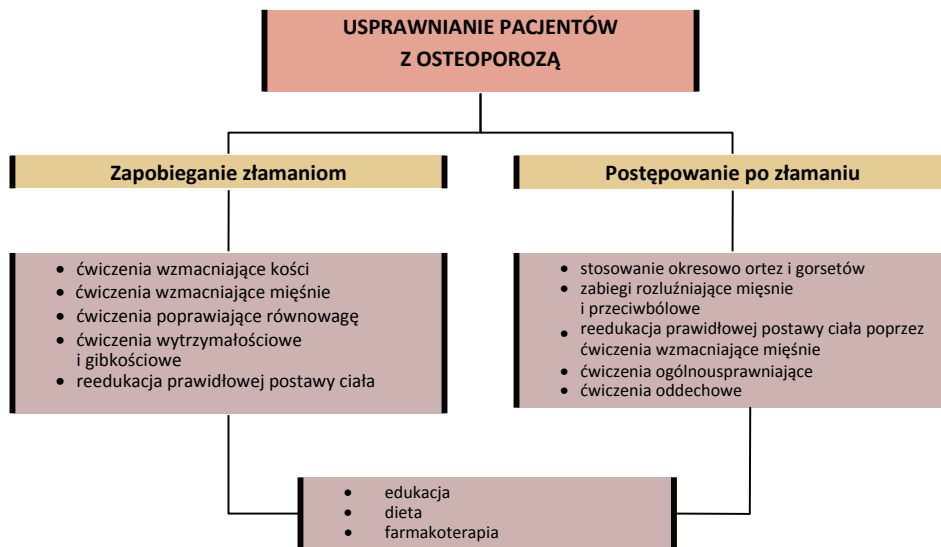 USPRAWNIANIE PACJENTÓW
Z OSTEOPOROZĄ
Zapobieganie złamaniom
• ćwiczenia wzmacniające kości
• ćwiczenia wzmacniające mięśnie
• ćwiczenia poprawiające równowagę
• ćwiczenia wytrzymałościowe
i gibkościowe
• reedukacja prawidłowej postawy ciała
Postępowanie po złamaniu
• stosowanie okresowo ortez i gorsetów
• zabiegi rozluźniające mięsnie
i przeciwbólowe
• reedukacja prawidłowej postawy ciała poprzez
ćwiczenia wzmacniające mięśnie
• ćwiczenia ogólnousprawniające
• ćwiczenia oddechowe
• edukacja
• dieta
• farmakoterapia